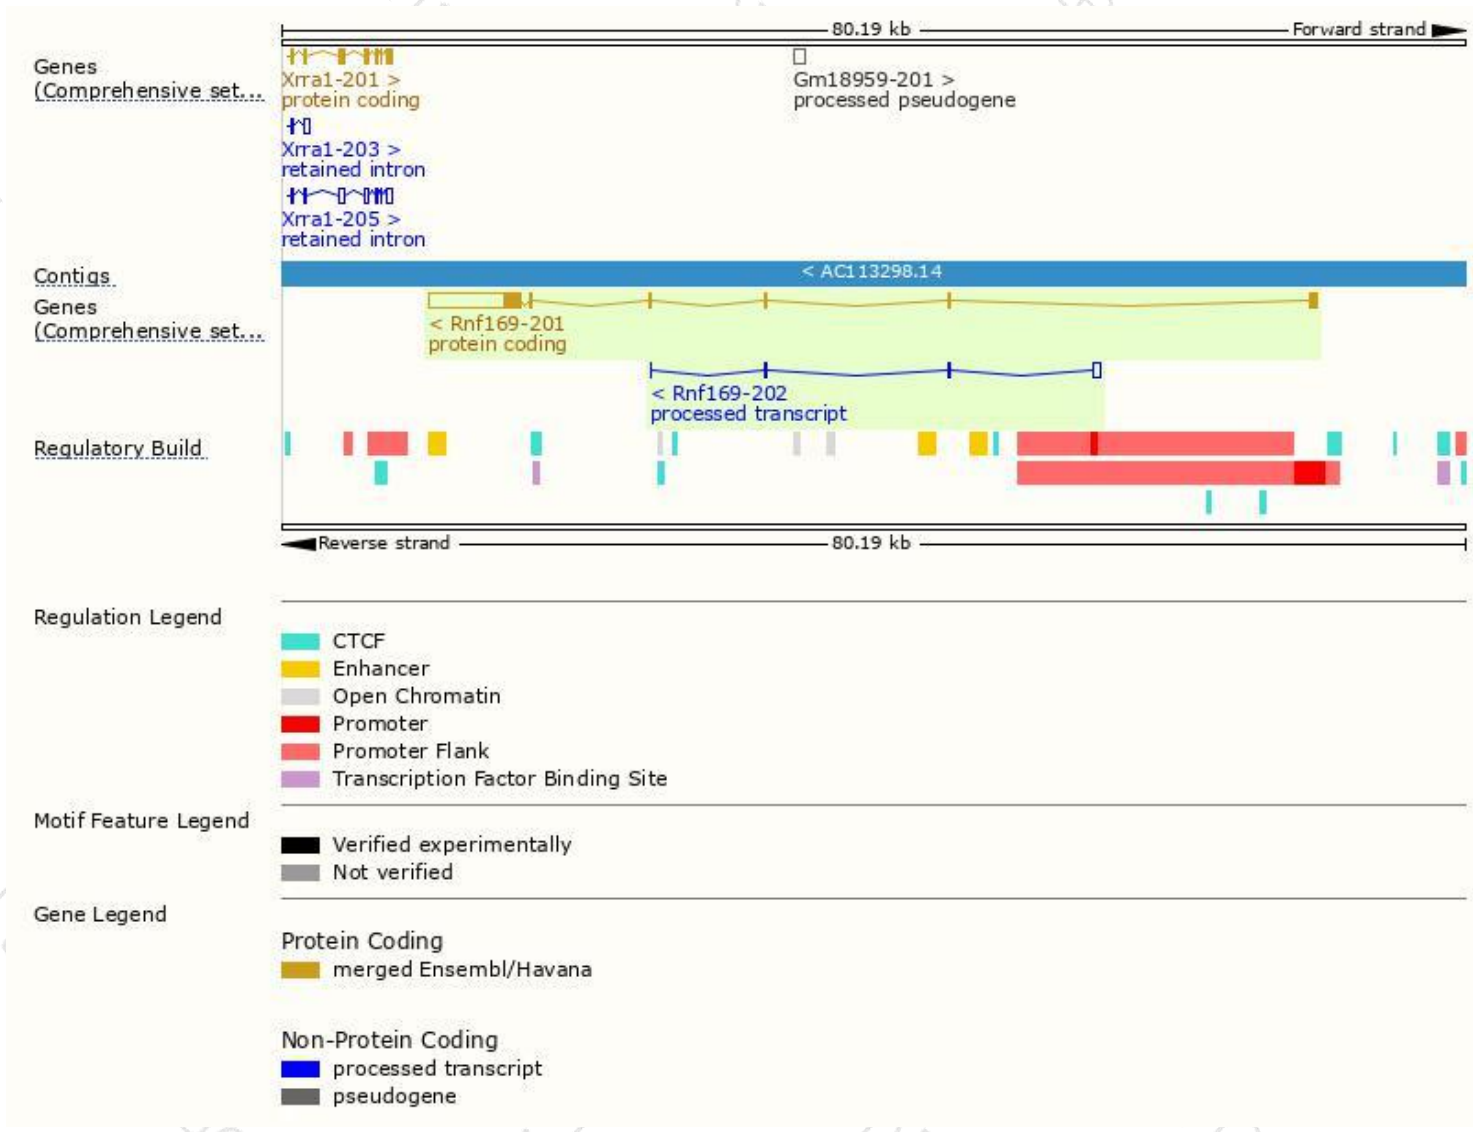 80.19 kb Forward strand
Genes
(Comprehensive set...
Xrra1-201 >
protein coding
Gm18959-201 >
processed pseudogene
Xrra1-203 >
retained intron
Xrra1-205 >
retained intron
Contigs
< AC113298.14
Genes
(Comprehensive set...
< Rnf169-201
protein coding
< Rnf169-202
processed transcript
Regulatory Build
Reverse strand 80.19 kb
Regulation Legend
CTCF
Enhancer
Open Chromatin
Promoter
Promoter Flank
Transcription Factor Binding Site
Motif Feature Legend
Verified experimentally
Not verified
Gene Legend
Protein Coding
merged Ensembl/Havana
Non-Protein Coding
processed transcript
pseudogene